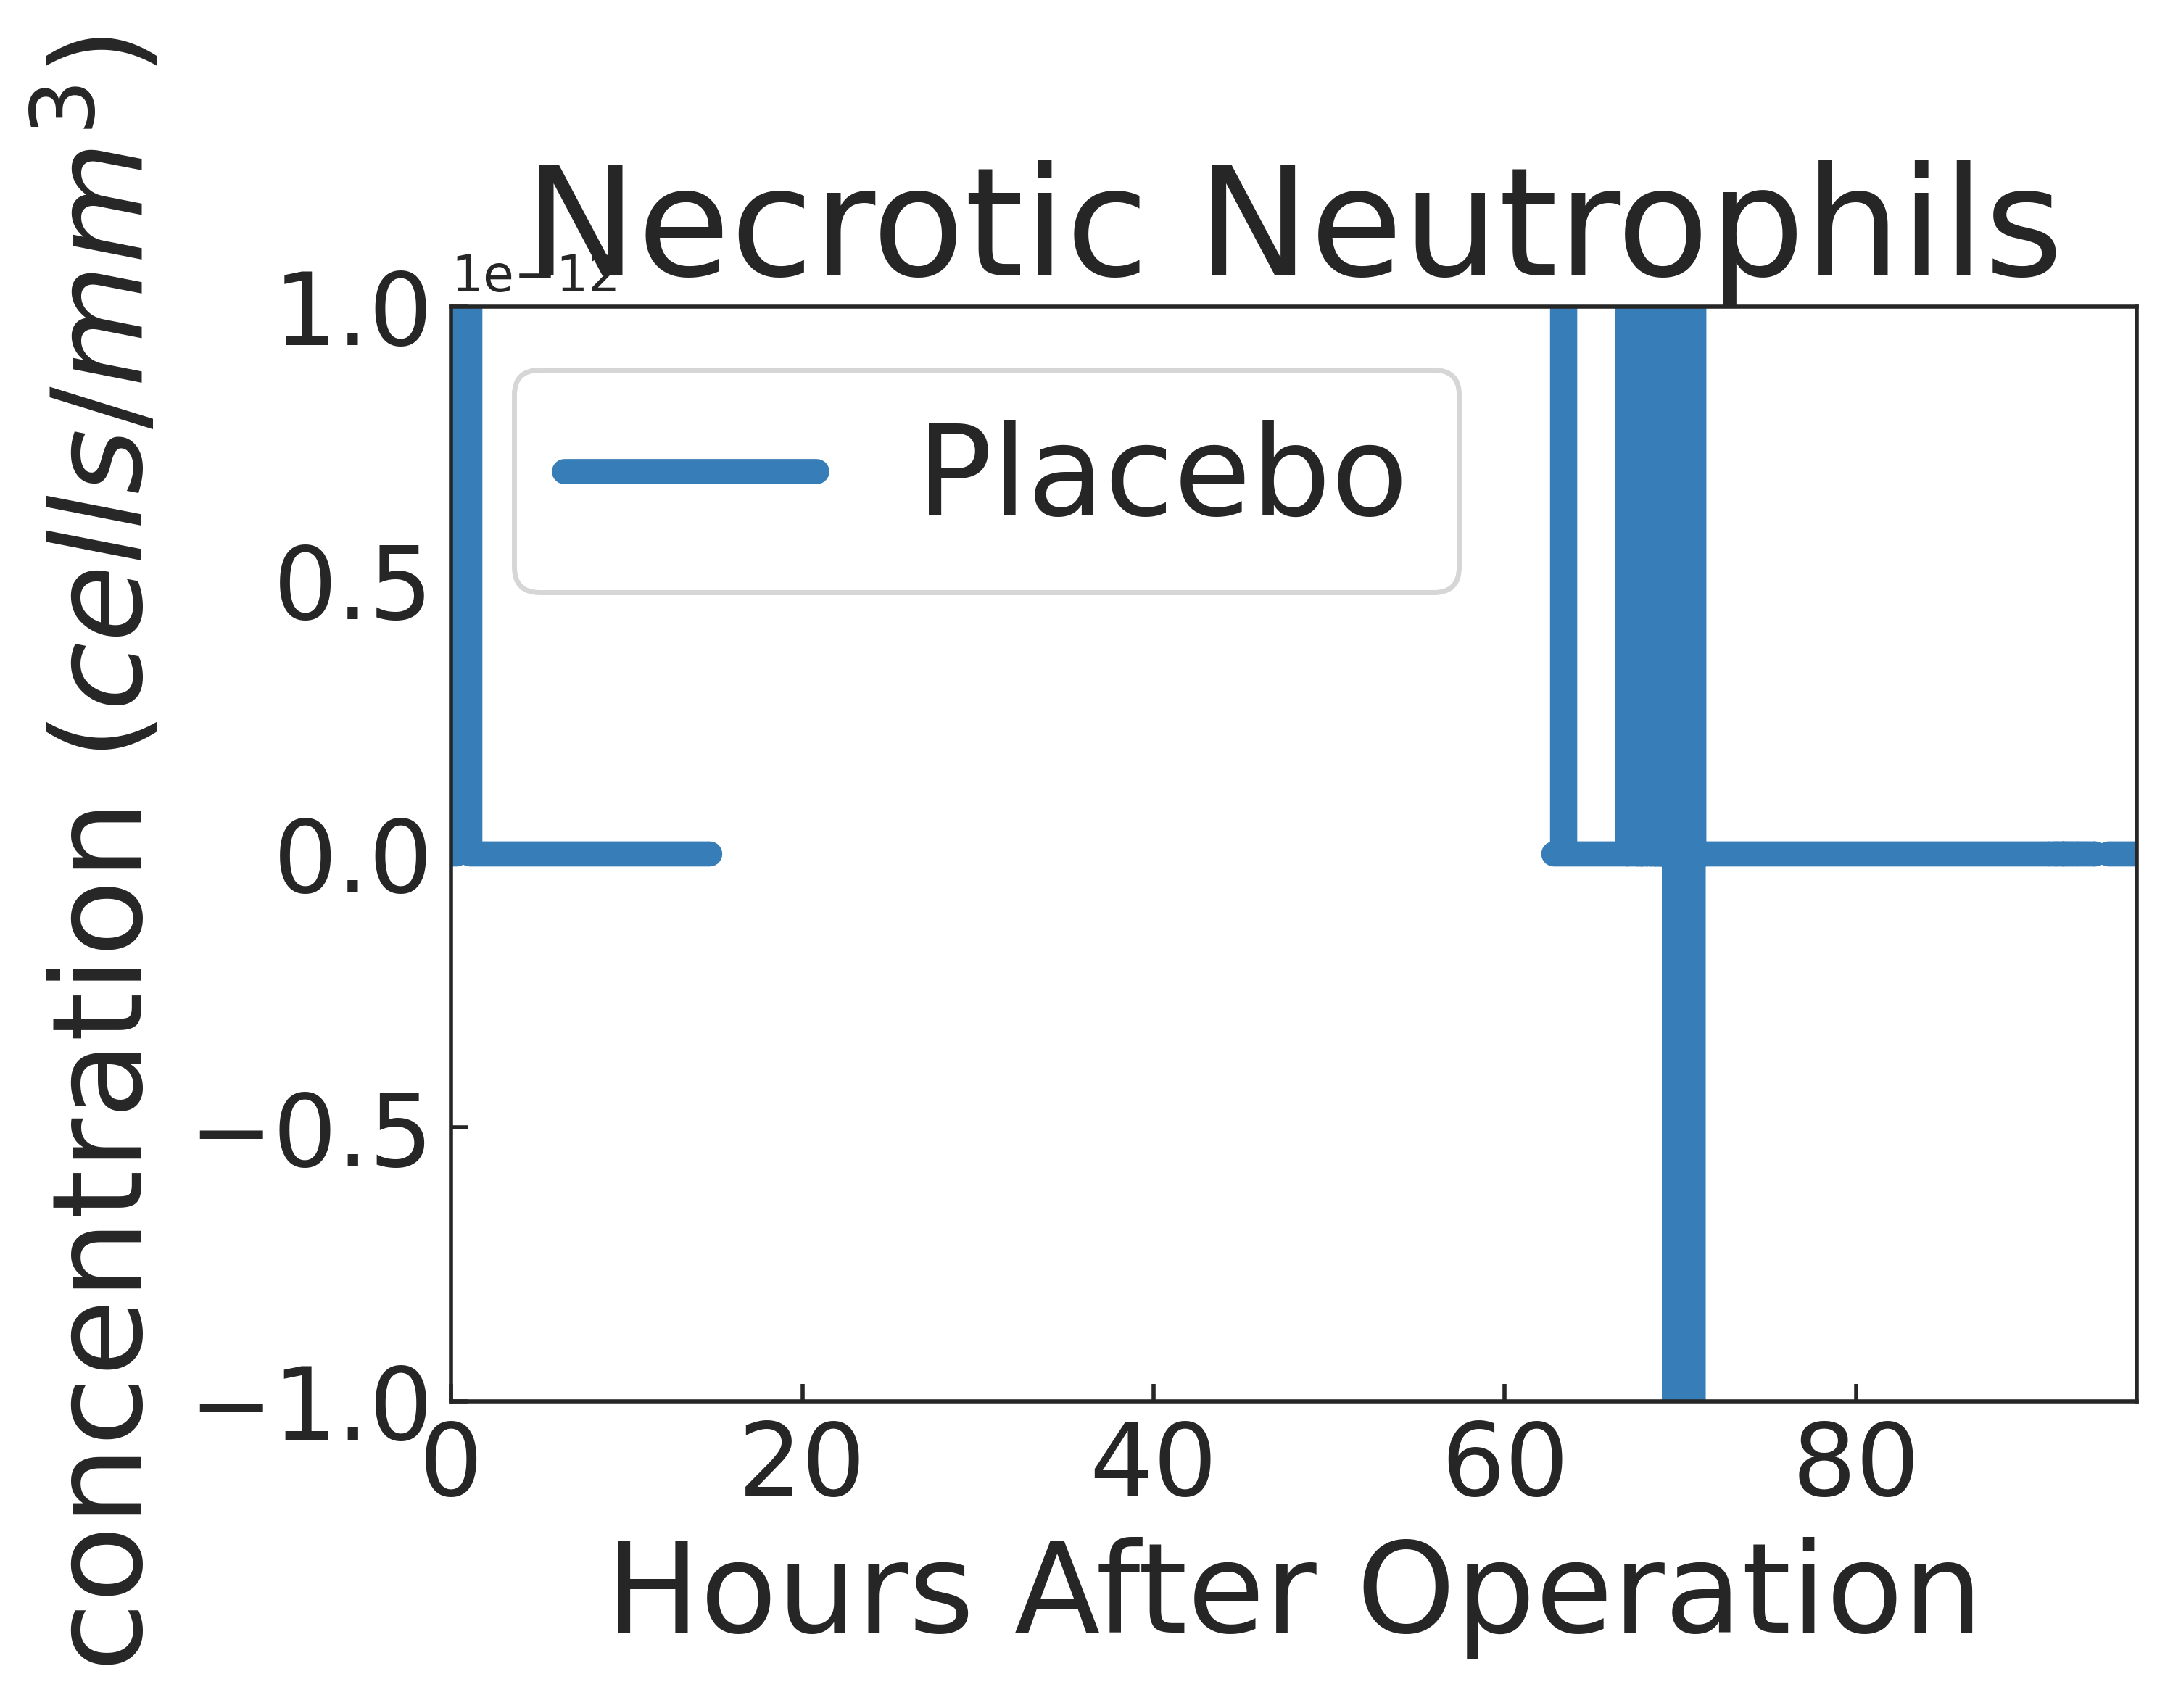 Necrotic Neutrophils
1e−12
concentration (cells/mm³)
1.0
0.5
0.0
−0.5
−1.0
Placebo
0 20 40 60 80
Hours After Operation